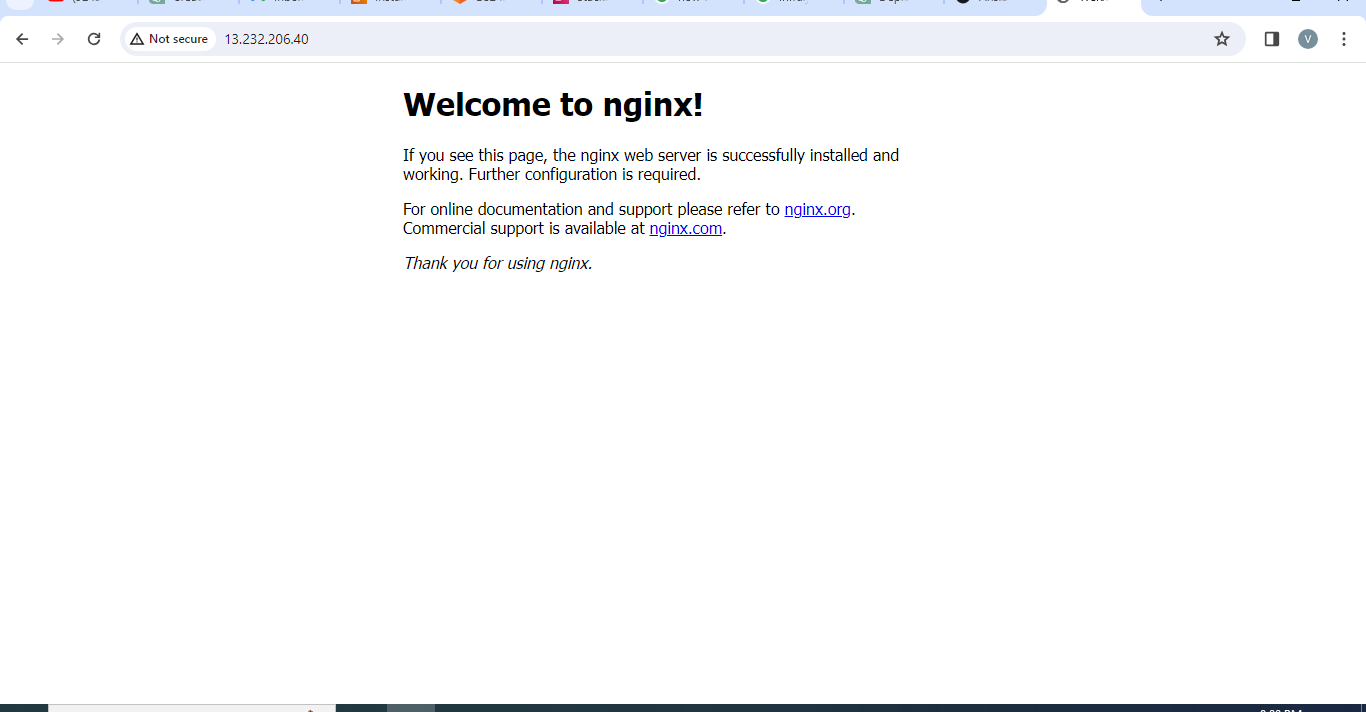 Not secure
13.232.206.40
V
Welcome to nginx!
If you see this page, the nginx web server is successfully installed and
working. Further configuration is required.
For online documentation and support please refer to nginx.org.
Commercial support is available at nginx.com.
Thank you for using nginx.